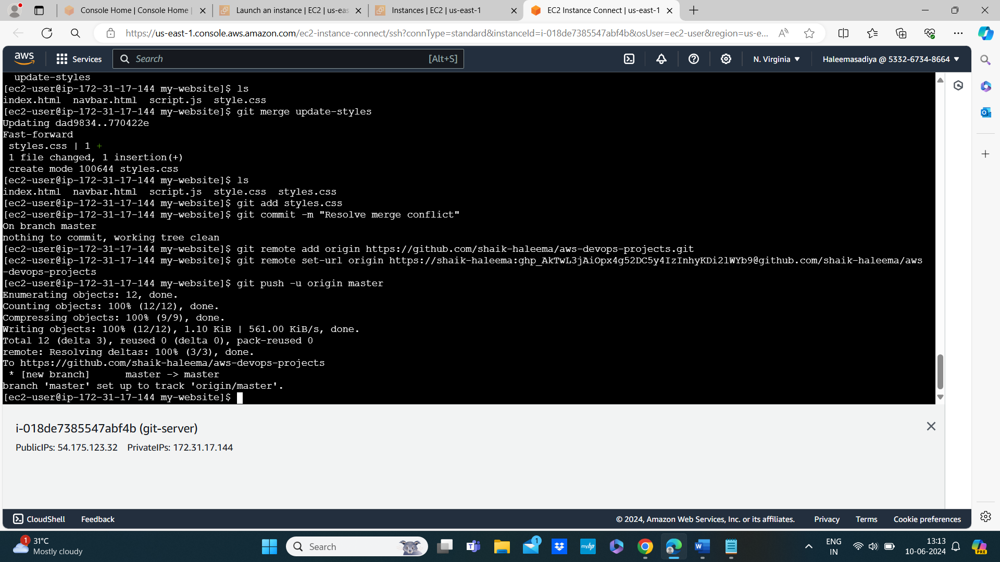 Console Home | Console Home |
Launch an instance | EC2 | us-eas
Instances | EC2 | us-east-1
EC2 Instance Connect | us-east-1
https://us-east-1.console.aws.amazon.com/ec2-instance-connect/ssh?connType=standard&instanceId=i-018de7385547abf4b&osUser=ec2-user&region=us-e...
aws
Services
Search
[Alt+S]
N. Virginia
Haleemasadiya @ 5332-6734-8664
update-styles
[ec2-user@ip-172-31-17-144 my-website]$ ls
index.html  navbar.html  script.js  style.css
[ec2-user@ip-172-31-17-144 my-website]$ git merge update-styles
Updating dad9834..770422e
Fast-forward
 styles.css | 1 +
 1 file changed, 1 insertion(+)
 create mode 100644 styles.css
[ec2-user@ip-172-31-17-144 my-website]$ ls
index.html  navbar.html  script.js  style.css  styles.css
[ec2-user@ip-172-31-17-144 my-website]$ git add styles.css
[ec2-user@ip-172-31-17-144 my-website]$ git commit -m "Resolve merge conflict"
On branch master
nothing to commit, working tree clean
[ec2-user@ip-172-31-17-144 my-website]$ git remote add origin https://github.com/shaik-haleema/aws-devops-projects.git
[ec2-user@ip-172-31-17-144 my-website]$ git remote set-url origin https://shaik-haleema: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@github.com/shaik-haleema/aws
-devops-projects
[ec2-user@ip-172-31-17-144 my-website]$ git push -u origin master
Enumerating objects: 12, done.
Counting objects: 100% (12/12), done.
Compressing objects: 100% (9/9), done.
Writing objects: 100% (12/12), 1.10 KiB | 561.00 KiB/s, done.
Total 12 (delta 3), reused 0 (delta 0), pack-reused 0
remote: Resolving deltas: 100% (3/3), done.
To https://github.com/shaik-haleema/aws-devops-projects
 * [new branch]      master -> master
branch 'master' set up to track 'origin/master'.
[ec2-user@ip-172-31-17-144 my-website]$
i-018de7385547abf4b (git-server)
PublicIPs: 54.175.123.32    PrivateIPs: 172.31.17.144
CloudShell
Feedback
© 2024, Amazon Web Services, Inc. or its affiliates.
Privacy
Terms
Cookie preferences
1
31°C
Mostly cloudy
Search
1
myhp
ENG
IN
13:13
10-06-2024
PRE